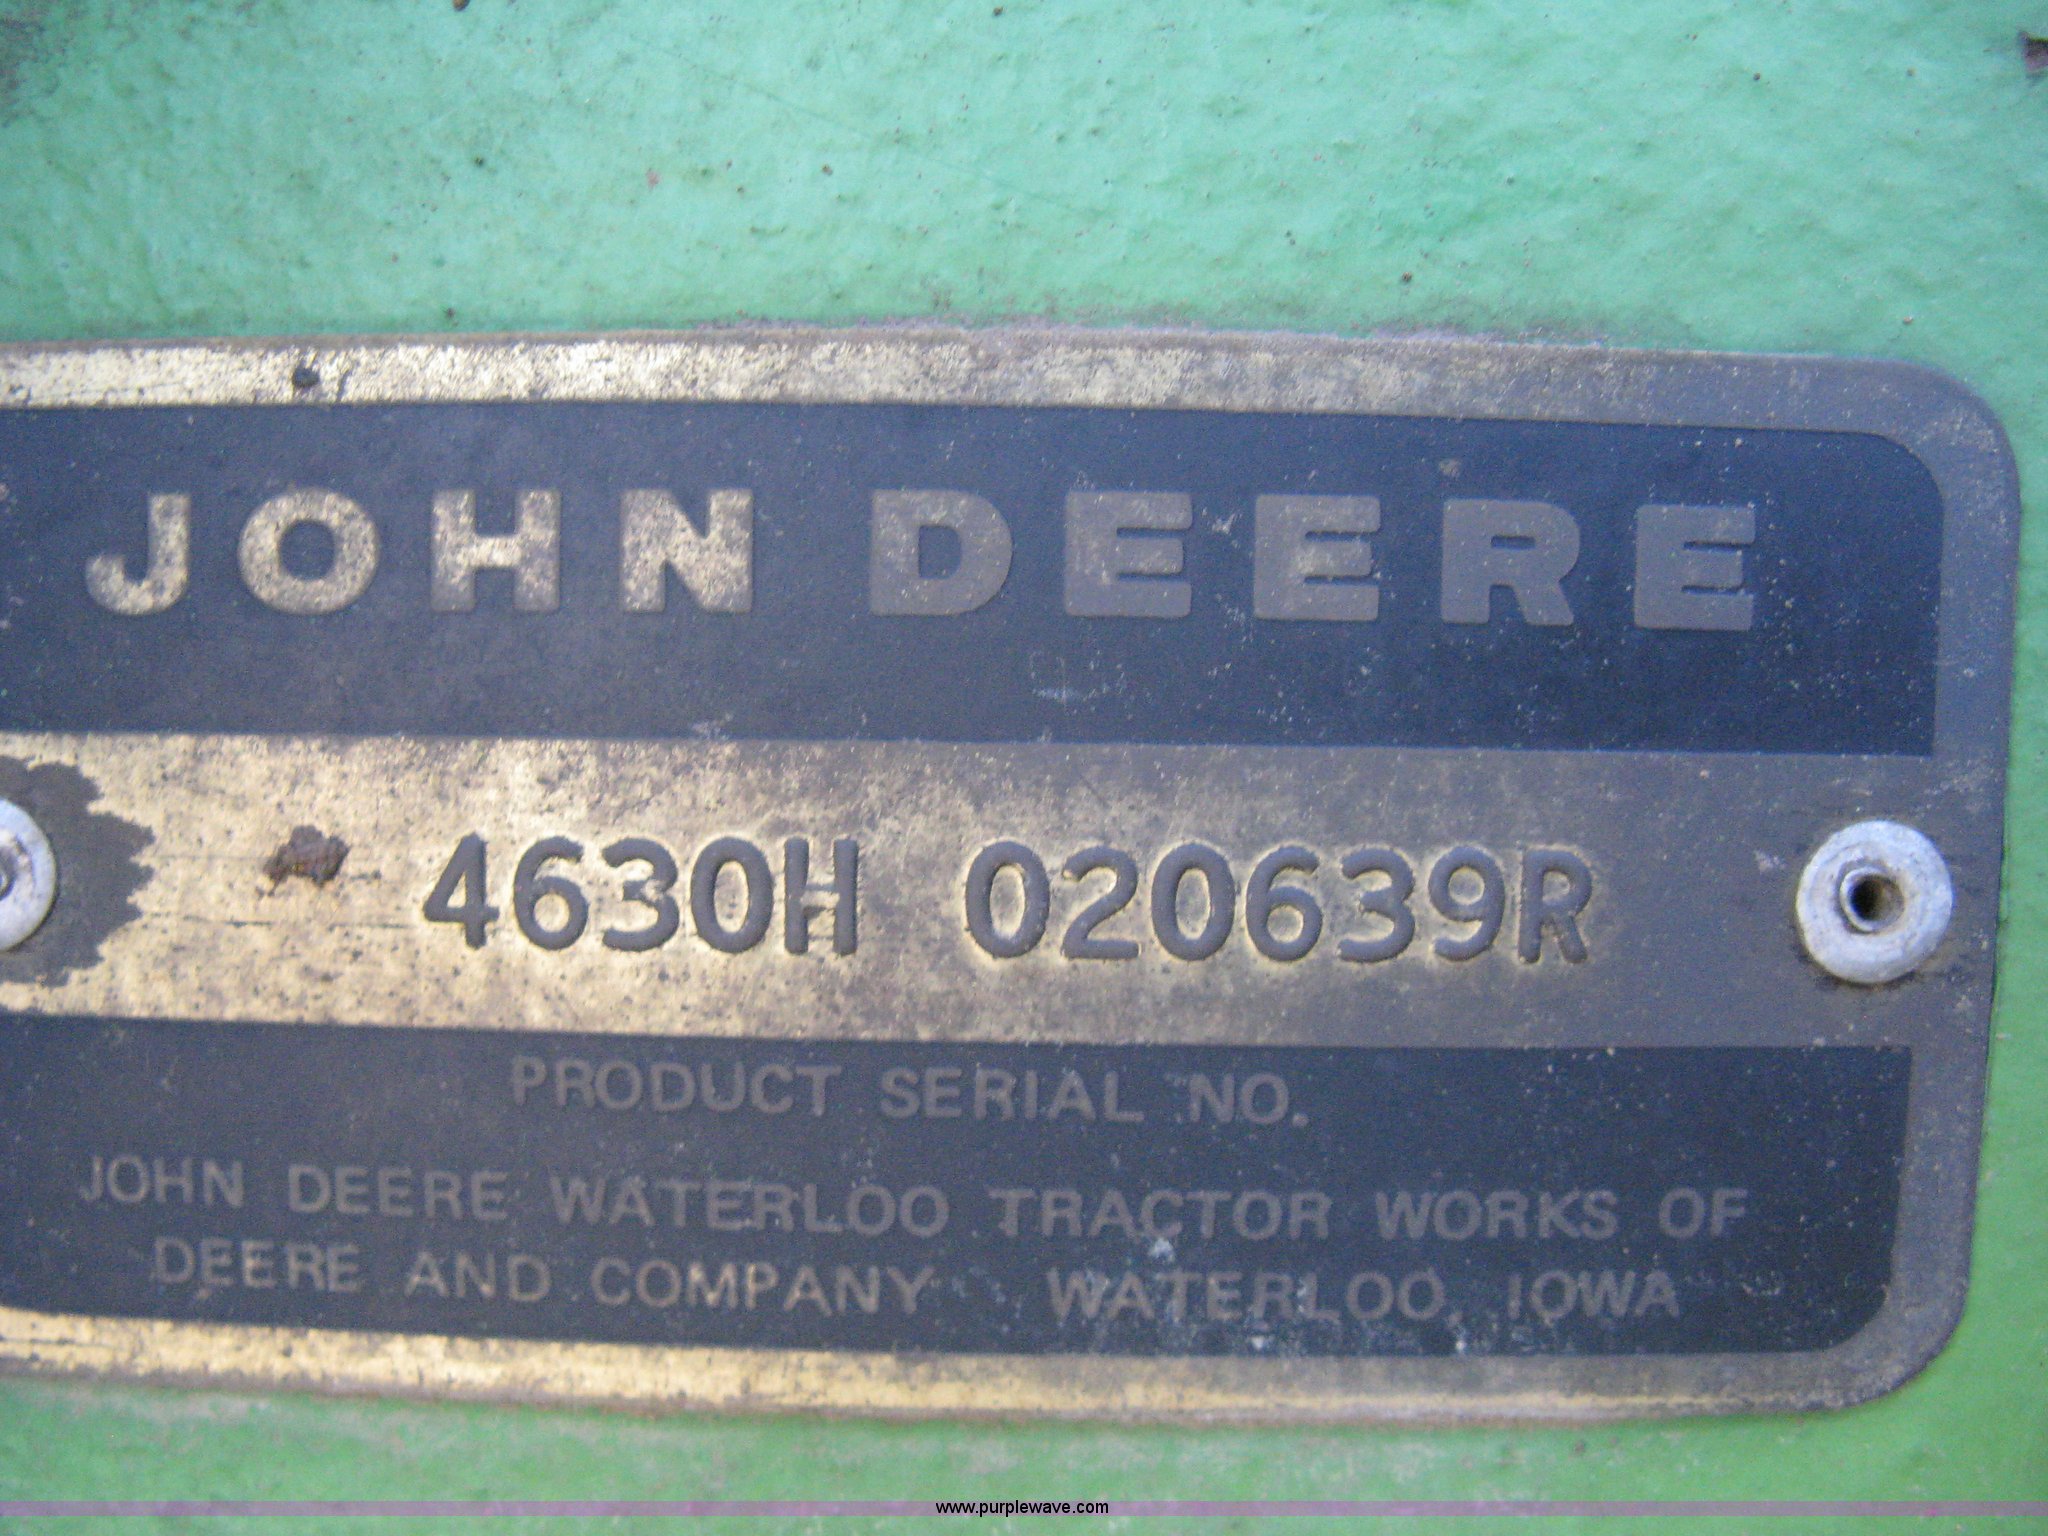 JOHN DEERE
4630H 020639R
PRODUCT SERIAL NO.
JOHN DEERE WATERLOO TRACTOR WORKS OF
DEERE AND COMPANY WATERLOO, IOWA
www.purplewave.com